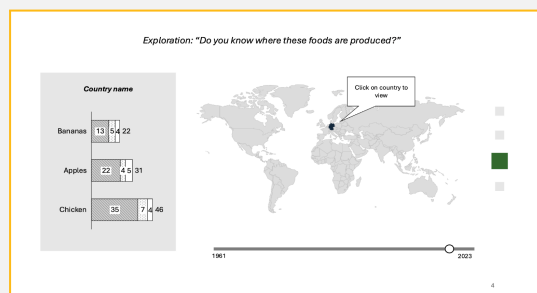 Exploration: "Do you know where these foods are produced?"
Country name
Click on country to
view
Bananas 13 5 4 22
Apples 22 4 5 31
Chicken 35 7 4 46
1961 2023
4